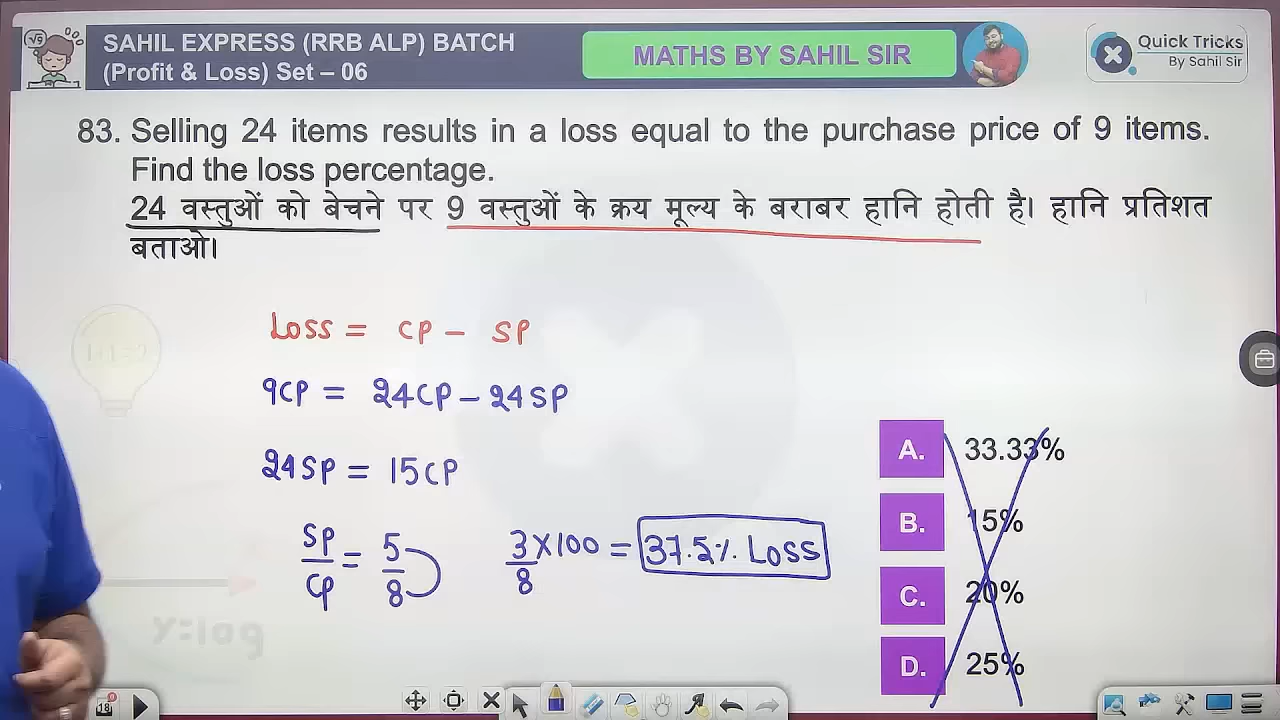 SAHIL EXPRESS (RRB ALP) BATCH
(Profit & Loss) Set – 06
MATHS BY SAHIL SIR
Quick Tricks
By Sahil Sir
83. Selling 24 items results in a loss equal to the purchase price of 9 items.
Find the loss percentage.
24 वस्तुओं को बेचने पर 9 वस्तुओं के क्रय मूल्य के बराबर हानि होती है। हानि प्रतिशत
बताओ।
Loss = CP – SP
9CP = 24CP – 24SP
24SP = 15CP
SP/CP = 5/8
3/8 × 100 = 37.5% Loss
A. 33.33%
B. 15%
C. 20%
D. 25%
y=log
18